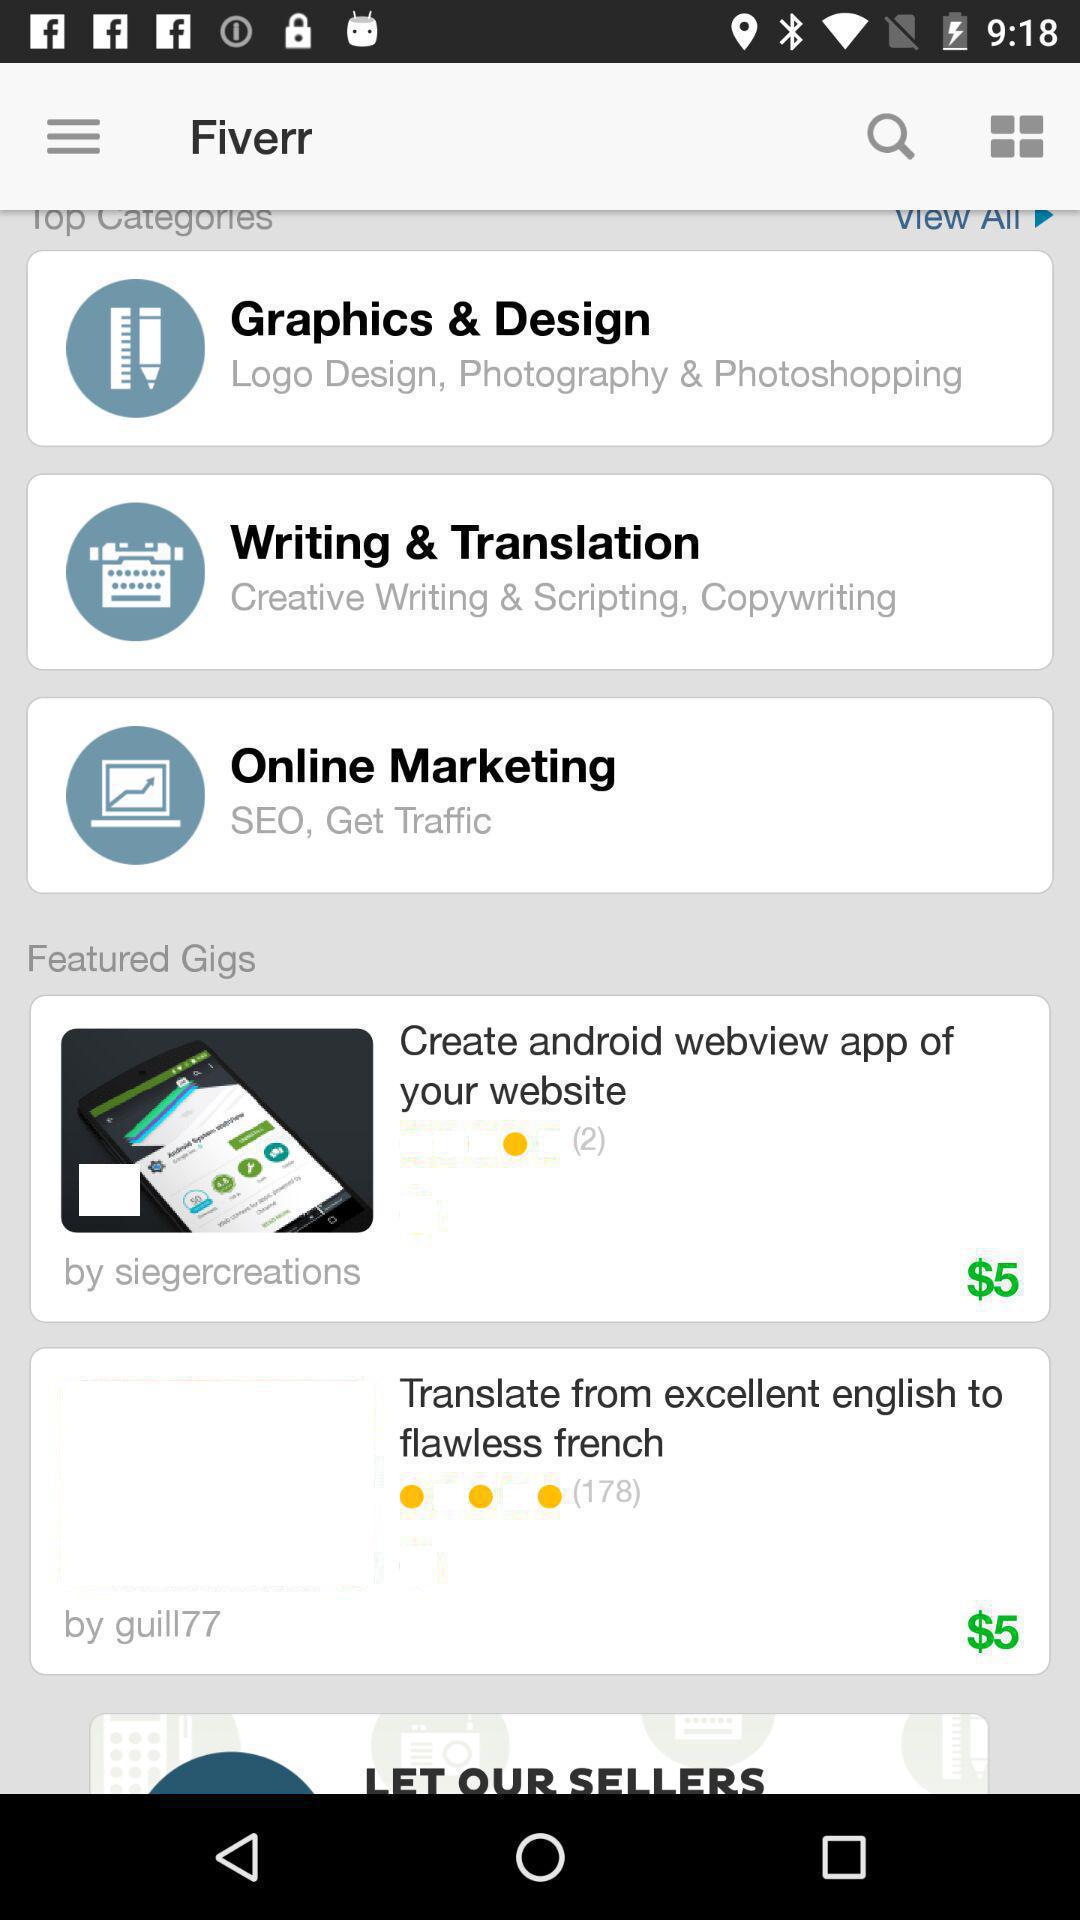 9:18
Fiverr
Top Categories View All
Graphics & Design
Logo Design, Photography & Photoshopping
Writing & Translation
Creative Writing & Scripting, Copywriting
Online Marketing
SEO, Get Traffic
Featured Gigs
Create android webview app of
your website
(2)
by siegercreations
$5
Translate from excellent english to
flawless french
(178)
by guill77
$5
LET OUR SELLERS